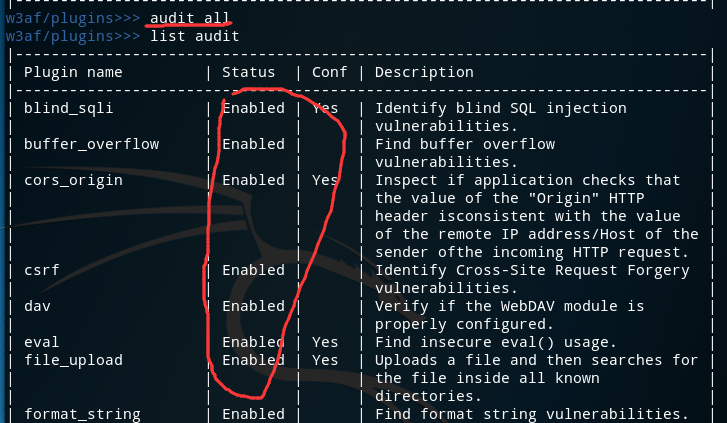 |-----------------------------------------------------------------------------|
w3af/plugins>>> audit all
w3af/plugins>>> list audit
|-----------------------------------------------------------------------------|
| Plugin name | Status | Conf | Description |
|-----------------------------------------------------------------------------|
| blind_sqli | Enabled | Yes | Identify blind SQL injection |
| | | | vulnerabilities. |
| buffer_overflow | Enabled | | Find buffer overflow |
| | | | vulnerabilities. |
| cors_origin | Enabled | Yes | Inspect if application checks that |
| | | | the value of the "Origin" HTTP |
| | | | header isconsistent with the value |
| | | | of the remote IP address/Host of the |
| | | | sender ofthe incoming HTTP request. |
| csrf | Enabled | | Identify Cross-Site Request Forgery |
| | | | vulnerabilities. |
| dav | Enabled | | Verify if the WebDAV module is |
| | | | properly configured. |
| eval | Enabled | Yes | Find insecure eval() usage. |
| file_upload | Enabled | Yes | Uploads a file and then searches for |
| | | | the file inside all known |
| | | | directories. |
| format_string | Enabled | | Find format string vulnerabilities. |